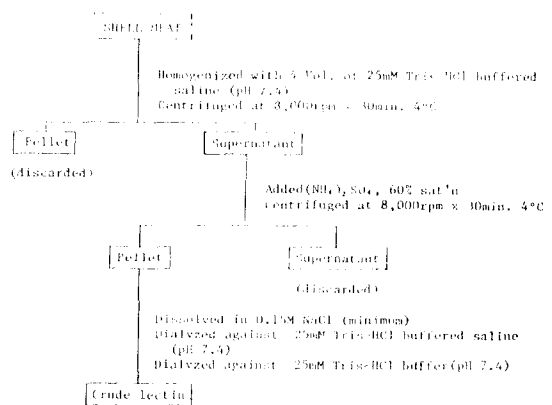 SHELL MEAT
Homogenized with 4 Vol. of 25mM Tris-HCl buffered
saline (pH 7.4)
Centrifuged at 8,000rpm x 30min. 4°C
Pellet
Supernatant
(discarded)
Added(NH₄)₂So₄, 60% sat'n
centrifuged at 8,000rpm x 30min. 4°C
Pellet
Supernatant
(discarded)
Dissolved in 0.15M NaCl (minimum)
Dialyzed against 25mM Tris-HCl buffered saline
(pH 7.4)
Dialyzed against 25mM Tris-HCl buffer(pH 7.4)
Crude lectin